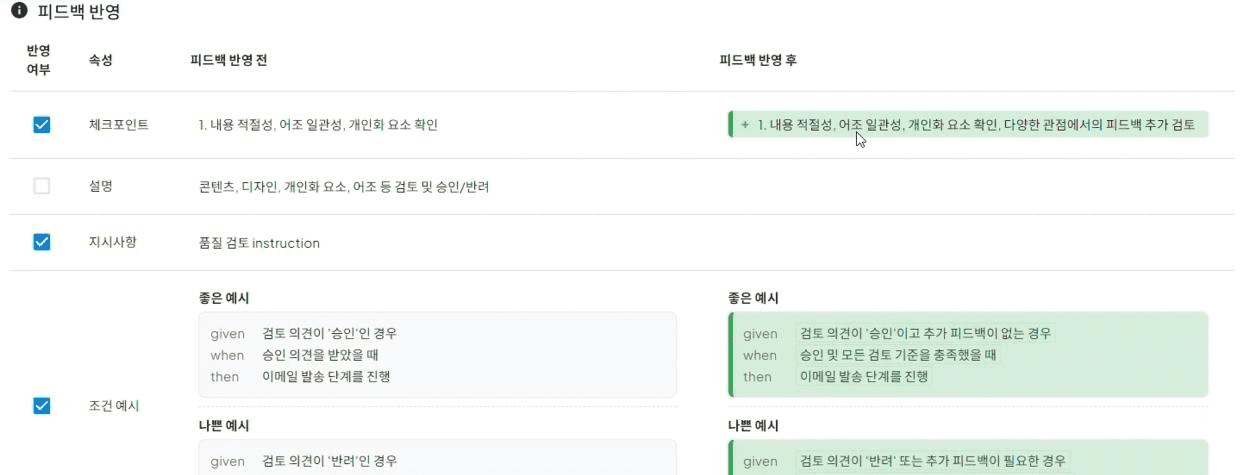 피드백 반영
반영
여부
속성
피드백 반영 전
피드백 반영 후
체크포인트
1. 내용 적절성, 어조 일관성, 개인화 요소 확인
+ 1. 내용 적절성, 어조 일관성, 개인화 요소 확인, 다양한 관점에서의 피드백 추가 검토
설명
콘텐츠, 디자인, 개인화 요소, 어조 등 검토 및 승인/반려
지시사항
품질 검토 instruction
조건 예시
좋은 예시
given 검토 의견이 '승인'인 경우
when 승인 의견을 받았을 때
then 이메일 발송 단계를 진행
나쁜 예시
given 검토 의견이 '반려'인 경우
좋은 예시
given 검토 의견이 '승인'이고 추가 피드백이 없는 경우
when 승인 및 모든 검토 기준을 충족했을 때
then 이메일 발송 단계를 진행
나쁜 예시
given 검토 의견이 '반려' 또는 추가 피드백이 필요한 경우